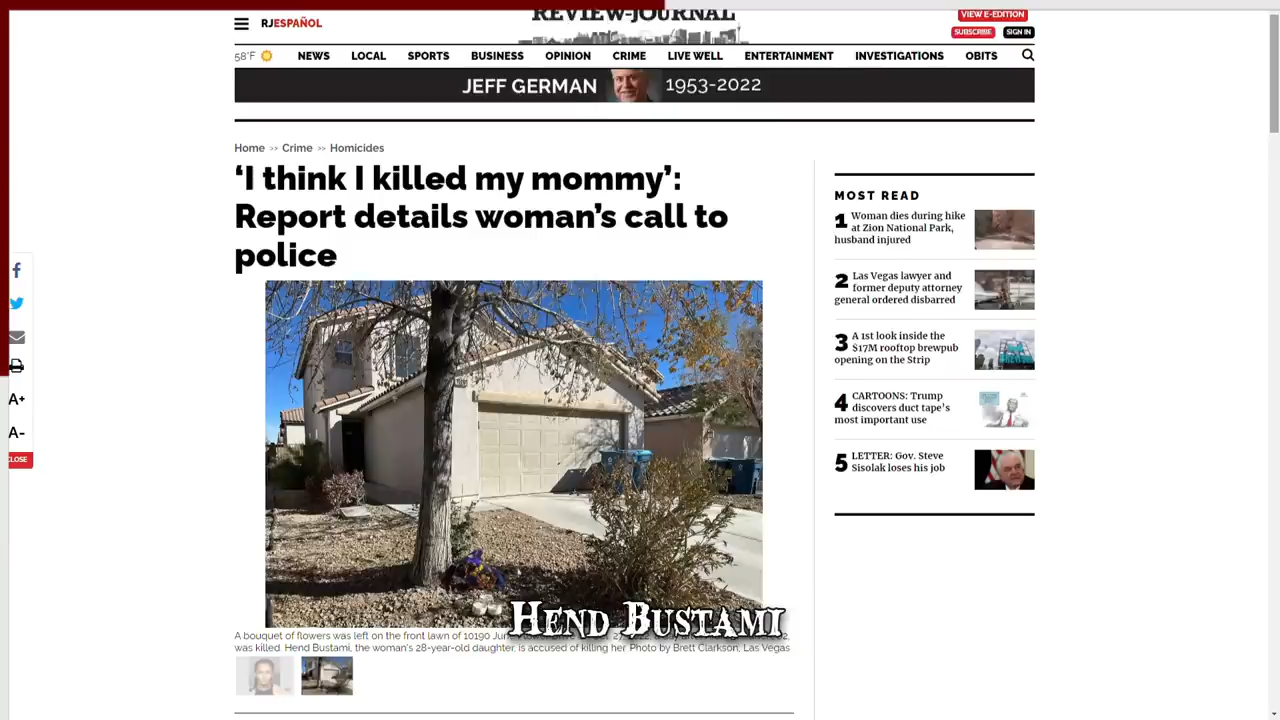 REVIEW-JOURNAL
VIEW E-EDITION
RJESPAÑOL
SUBSCRIBE
SIGN IN
58°F
NEWS LOCAL SPORTS BUSINESS OPINION CRIME LIVE WELL ENTERTAINMENT INVESTIGATIONS OBITS
JEFF GERMAN 1953-2022
Home >> Crime >> Homicides
‘I think I killed my mommy’:
Report details woman’s call to
police
A+
A-
CLOSE
HEND BUSTAMI
A bouquet of flowers was left on the front lawn of 10190
was killed. Hend Bustami, the woman's 28-year-old daughter, is accused of killing her. Photo by Brett Clarkson, Las Vegas
MOST READ
1 Woman dies during hike
at Zion National Park,
husband injured
2 Las Vegas lawyer and
former deputy attorney
general ordered disbarred
3 A 1st look inside the
$17M rooftop brewpub
opening on the Strip
4 CARTOONS: Trump
discovers duct tape’s
most important use
5 LETTER: Gov. Steve
Sisolak loses his job